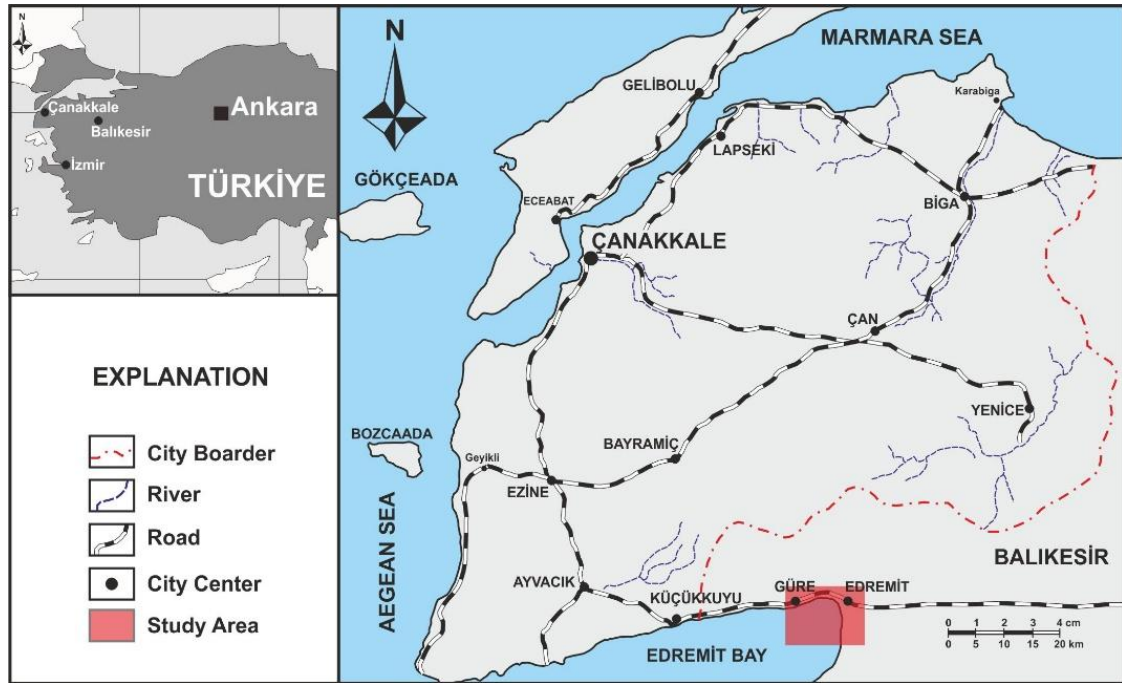 N
Çanakkale
Balıkesir
Ankara
İzmir
TÜRKİYE
EXPLANATION
City Boarder
River
Road
City Center
Study Area
N
MARMARA SEA
GELİBOLU
Karabiga
LAPSEKİ
GÖKÇEADA
ECEABAT
BİGA
ÇANAKKALE
ÇAN
YENİCE
BOZCAADA
BAYRAMİÇ
Geyikli
EZİNE
AEGEAN SEA
BALIKESİR
AYVACIK
KÜÇÜKKUYU
GÜRE
EDREMİT
EDREMIT BAY
0 1 2 3 4 cm
0 5 10 15 20 km